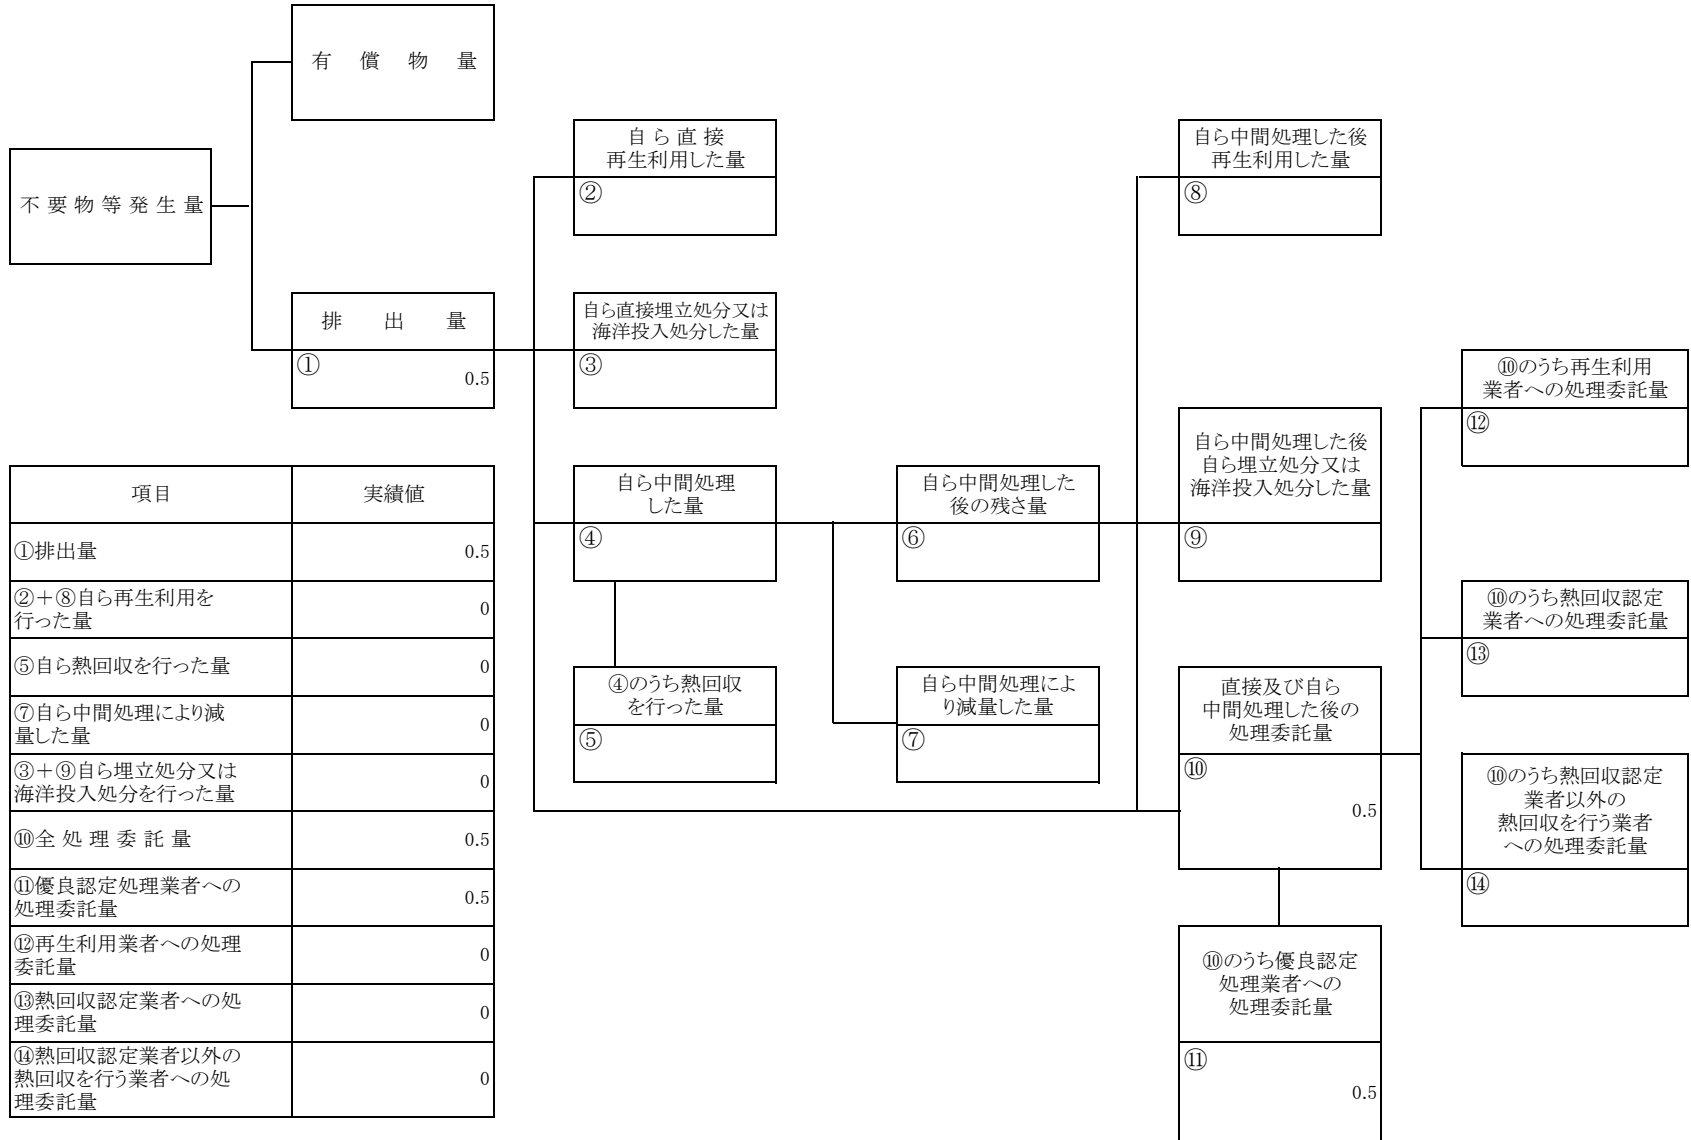 有償物量
不要物等発生量
排出量
①
0.5
自ら直接
再生利用した量
②
自ら直接埋立処分又は
海洋投入処分した量
③
自ら中間処理
した量
④
④のうち熱回収
を行った量
⑤
自ら中間処理した
後の残さ量
⑥
自ら中間処理によ
り減量した量
⑦
自ら中間処理した後
再生利用した量
⑧
自ら中間処理した後
自ら埋立処分又は
海洋投入処分した量
⑨
直接及び自ら
中間処理した後の
処理委託量
⑩
0.5
⑩のうち優良認定
処理業者への
処理委託量
⑪
0.5
⑩のうち再生利用
業者への処理委託量
⑫
⑩のうち熱回収認定
業者への処理委託量
⑬
⑩のうち熱回収認定
業者以外の
熱回収を行う業者
への処理委託量
⑭
項目 実績値
①排出量 0.5
②＋⑧自ら再生利用を
行った量 0
⑤自ら熱回収を行った量 0
⑦自ら中間処理により減
量した量 0
③＋⑨自ら埋立処分又は
海洋投入処分を行った量 0
⑩全処理委託量 0.5
⑪優良認定処理業者への
処理委託量 0.5
⑫再生利用業者への処理
委託量 0
⑬熱回収認定業者への処
理委託量 0
⑭熱回収認定業者以外の
熱回収を行う業者への処
理委託量 0